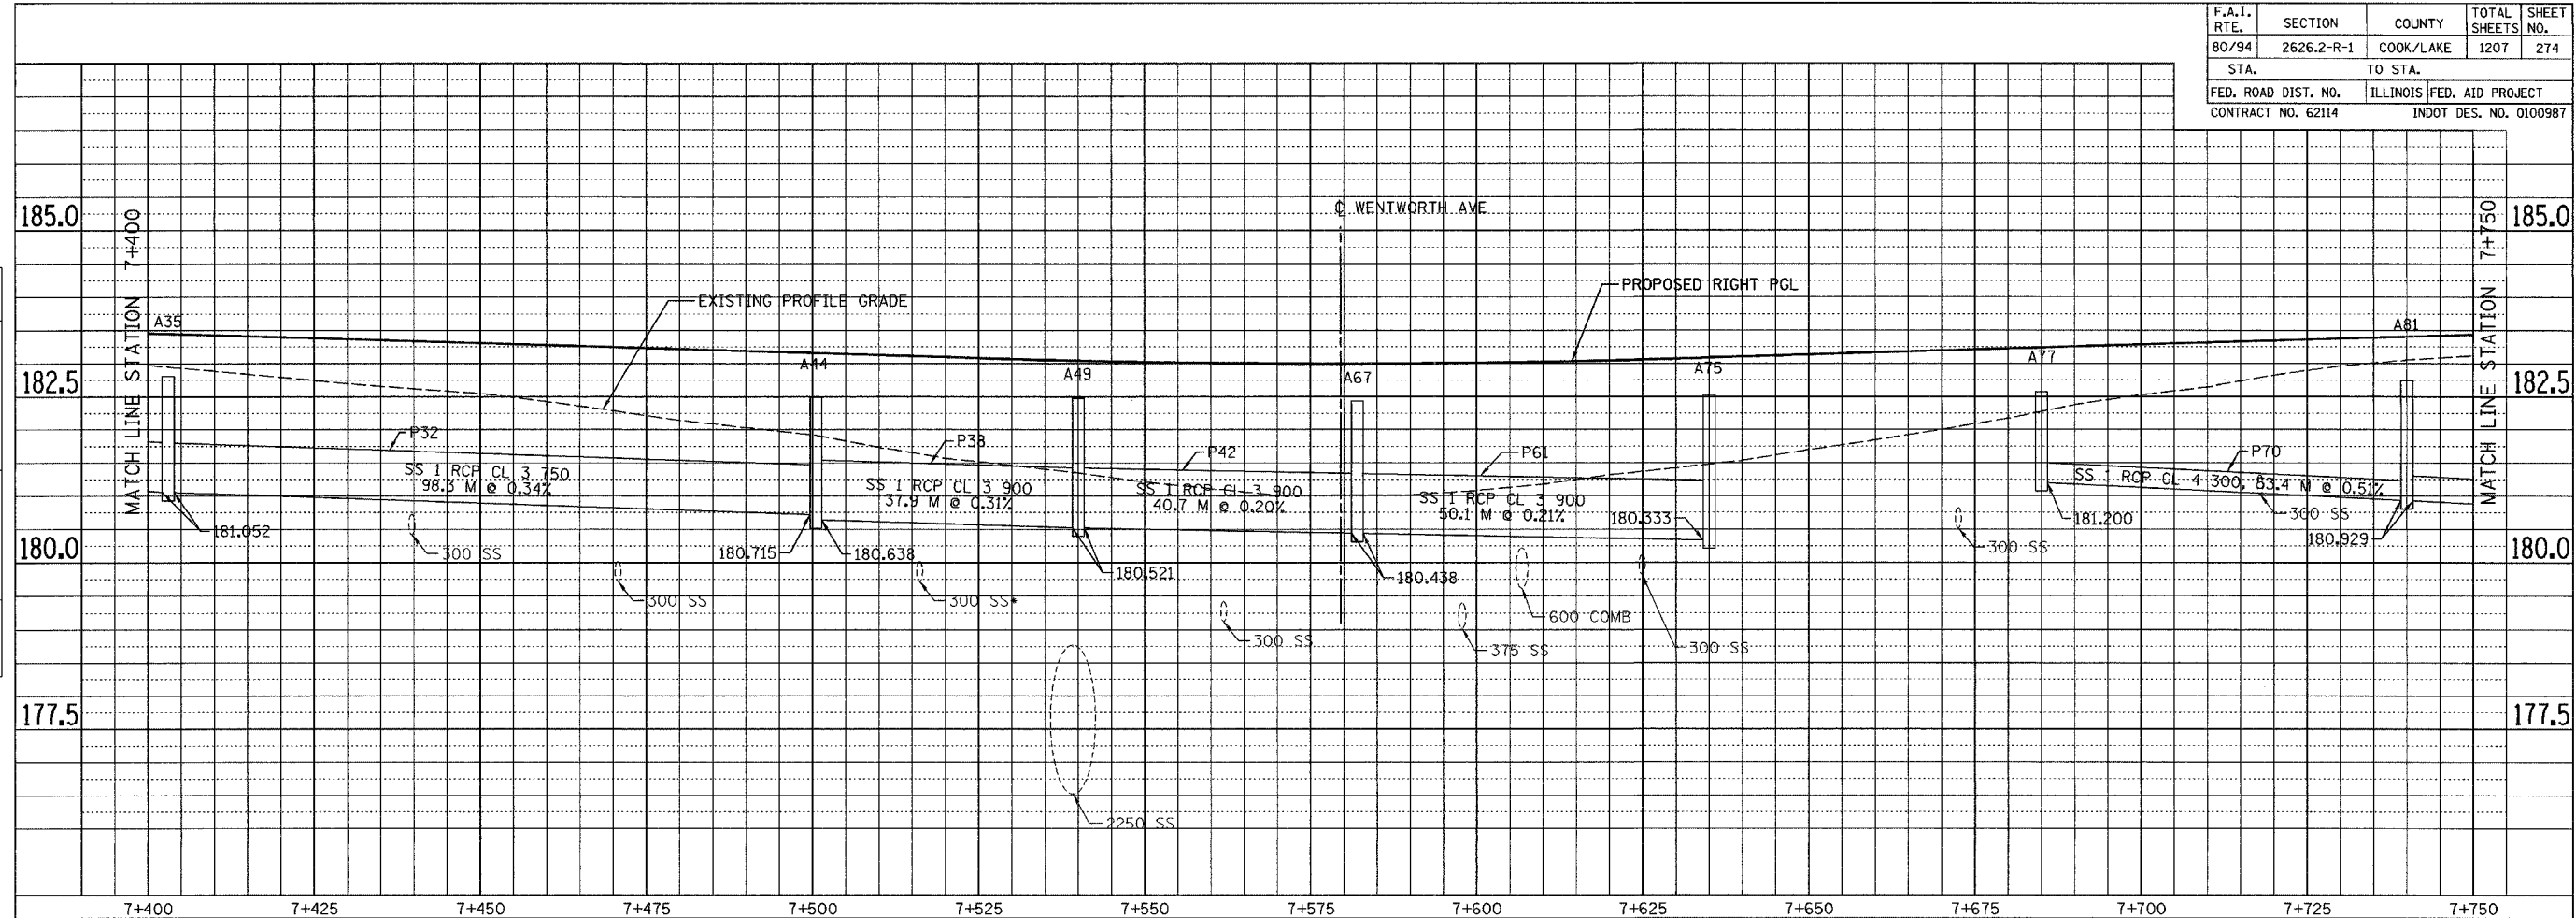 F.A.I. RTE. SECTION COUNTY TOTAL SHEETS SHEET NO.
80/94 2626.2-R-1 COOK/LAKE 1207 274
STA. TO STA.
FED. ROAD DIST. NO. ILLINOIS FED. AID PROJECT
CONTRACT NO. 62114 INDOT DES. NO. 0100987
185.0
182.5
180.0
177.5
MATCH LINE STATION 7+400
A35
EXISTING PROFILE GRADE
℄ WENTWORTH AVE
PROPOSED RIGHT PGL
A44
A49
A67
A75
A77
A81
P32
SS 1 RCP CL 3 750
98.3 M @ 0.34%
P38
SS 1 RCP CL 3 900
37.9 M @ 0.31%
P42
SS 1 RCP CL 3 900
40.7 M @ 0.20%
P61
SS 1 RCP CL 3 900
50.1 M @ 0.21%
P70
SS 1 RCP CL 4 300, 53.4 M @ 0.51%
181.052
300 SS
180.715
180.638
300 SS
300 SS*
180.521
180.438
180.333
300 SS
375 SS
600 COMB
300 SS
2250 SS
300 SS
181.200
300 SS
180.929
MATCH LINE STATION 7+750
185.0
182.5
180.0
177.5
7+400 7+425 7+450 7+475 7+500 7+525 7+550 7+575 7+600 7+625 7+650 7+675 7+700 7+725 7+750